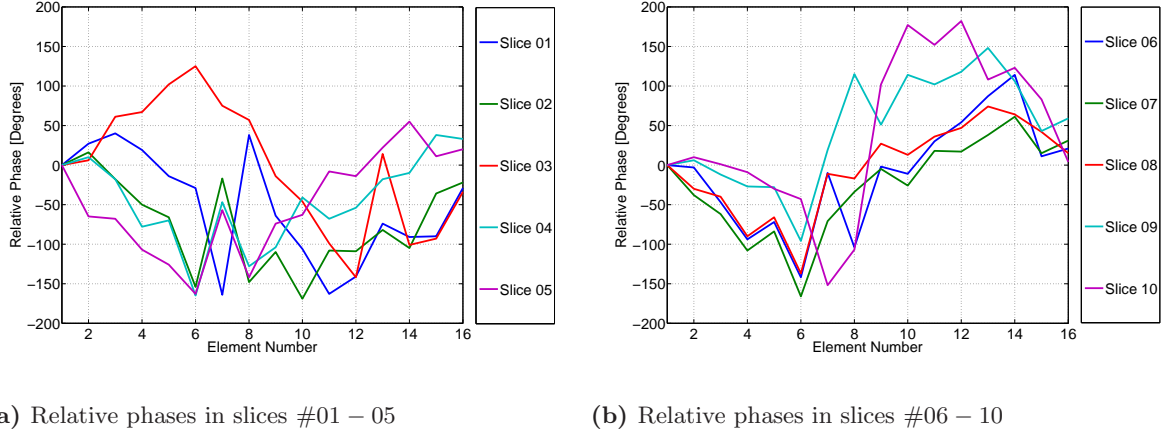 200
150
100
50
0
−50
−100
−150
−200
Relative Phase [Degrees]
2 4 6 8 10 12 14 16
Element Number
Slice 01
Slice 02
Slice 03
Slice 04
Slice 05
200
150
100
50
0
−50
−100
−150
−200
Relative Phase [Degrees]
2 4 6 8 10 12 14 16
Element Number
Slice 06
Slice 07
Slice 08
Slice 09
Slice 10
a) Relative phases in slices #01 – 05
(b) Relative phases in slices #06 – 10